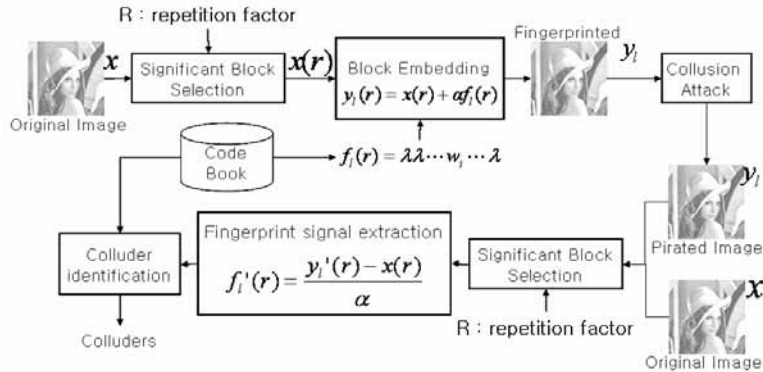 R : repetition factor
x
Original Image
Significant Block
Selection
x(r)
Block Embedding
y_l(r) = x(r) + αf_l(r)
Fingerprinted
y_l
Collusion
Attack
Code
Book
f_l(r) = λλ⋯w_i⋯λ
y_l
Pirated Image
x
Original Image
Significant Block
Selection
R : repetition factor
Fingerprint signal extraction
f_l'(r) = (y_l'(r) − x(r)) / α
Colluder
identification
Colluders